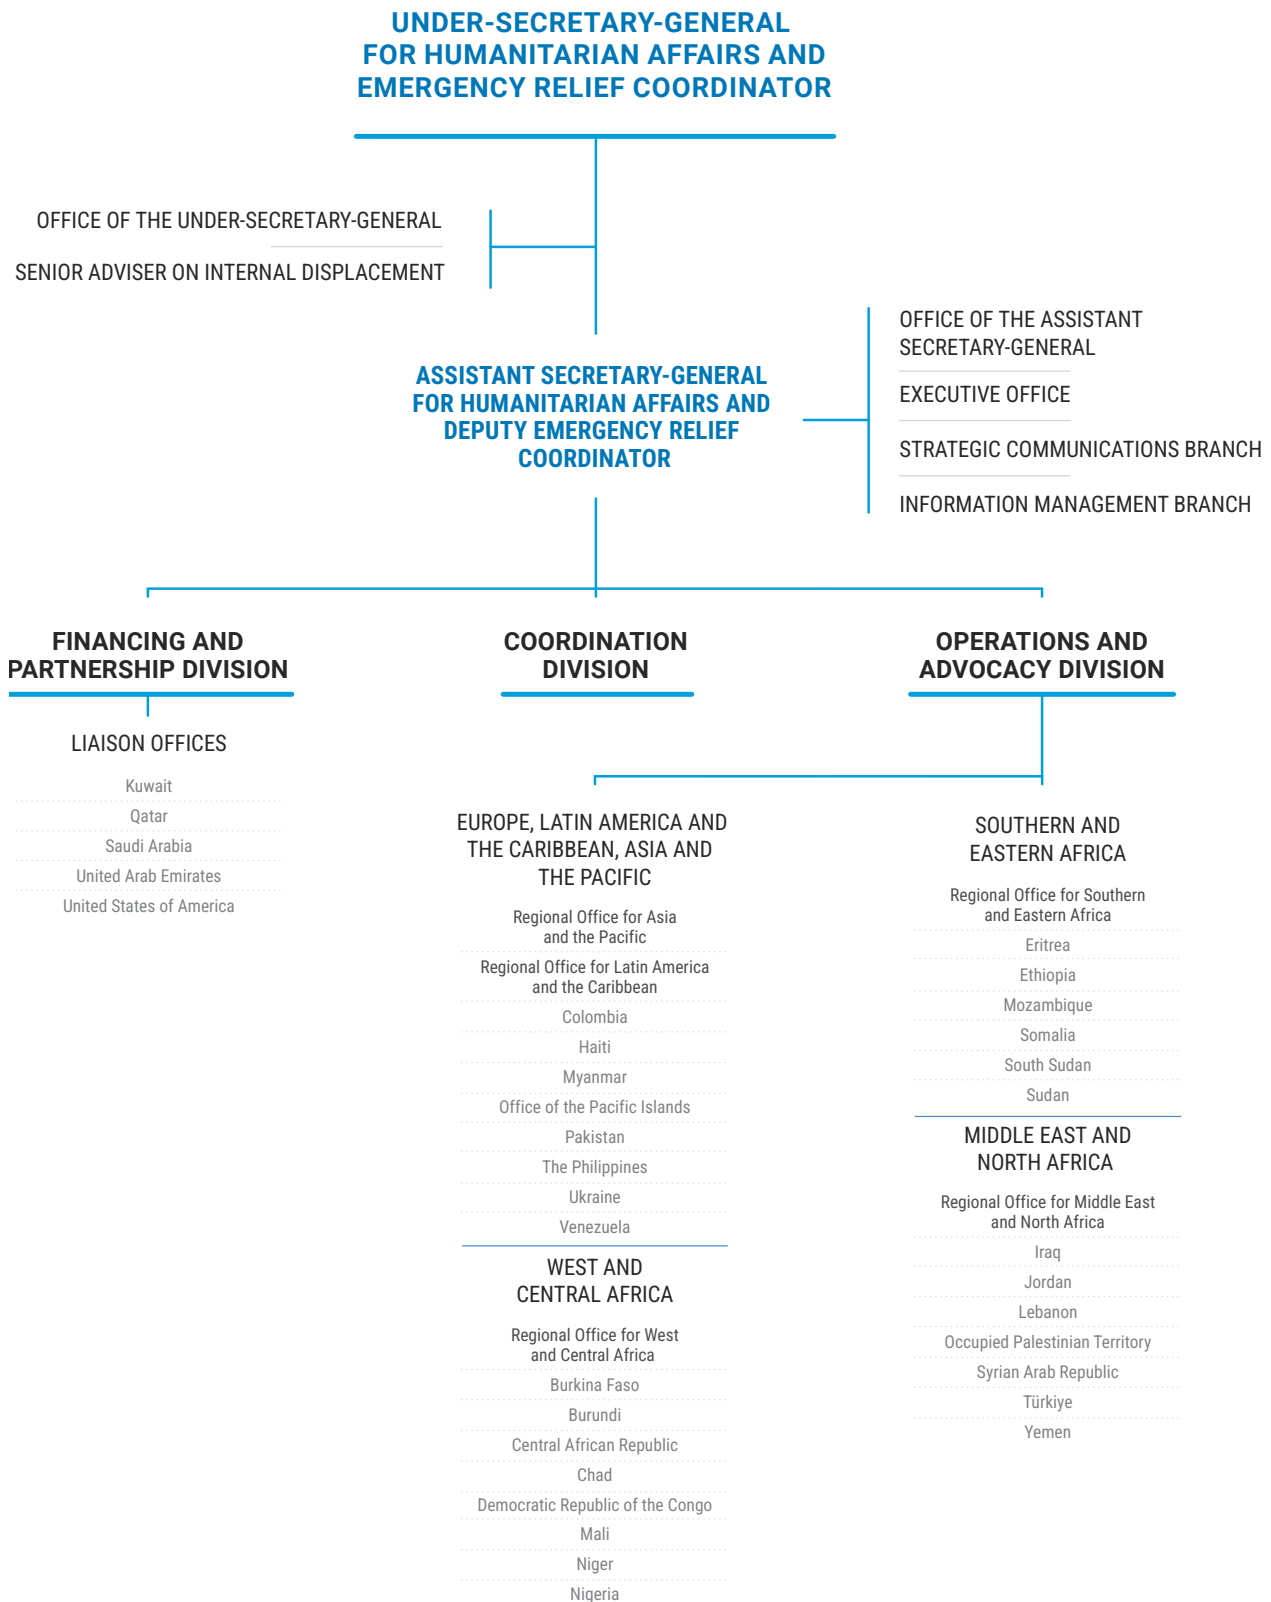 UNDER-SECRETARY-GENERAL
FOR HUMANITARIAN AFFAIRS AND
EMERGENCY RELIEF COORDINATOR
OFFICE OF THE UNDER-SECRETARY-GENERAL
SENIOR ADVISER ON INTERNAL DISPLACEMENT
ASSISTANT SECRETARY-GENERAL
FOR HUMANITARIAN AFFAIRS AND
DEPUTY EMERGENCY RELIEF
COORDINATOR
OFFICE OF THE ASSISTANT
SECRETARY-GENERAL
EXECUTIVE OFFICE
STRATEGIC COMMUNICATIONS BRANCH
INFORMATION MANAGEMENT BRANCH
FINANCING AND
PARTNERSHIP DIVISION
LIAISON OFFICES
Kuwait
Qatar
Saudi Arabia
United Arab Emirates
United States of America
COORDINATION
DIVISION
OPERATIONS AND
ADVOCACY DIVISION
EUROPE, LATIN AMERICA AND
THE CARIBBEAN, ASIA AND
THE PACIFIC
Regional Office for Asia
and the Pacific
Regional Office for Latin America
and the Caribbean
Colombia
Haiti
Myanmar
Office of the Pacific Islands
Pakistan
The Philippines
Ukraine
Venezuela
WEST AND
CENTRAL AFRICA
Regional Office for West
and Central Africa
Burkina Faso
Burundi
Central African Republic
Chad
Democratic Republic of the Congo
Mali
Niger
Nigeria
SOUTHERN AND
EASTERN AFRICA
Regional Office for Southern
and Eastern Africa
Eritrea
Ethiopia
Mozambique
Somalia
South Sudan
Sudan
MIDDLE EAST AND
NORTH AFRICA
Regional Office for Middle East
and North Africa
Iraq
Jordan
Lebanon
Occupied Palestinian Territory
Syrian Arab Republic
Türkiye
Yemen